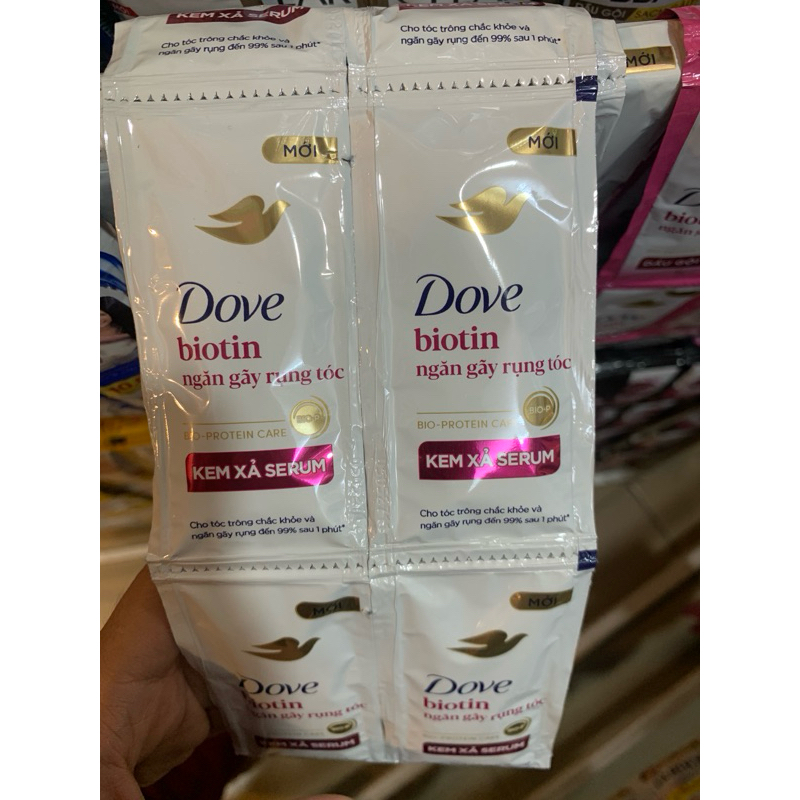 KEM XẢ SERUM
Cho tóc trông chắc khỏe và
ngăn gãy rụng đến 99% sau 1 phút*
Cho tóc trông chắc khỏe và
ngăn gãy rụng đến 99% sau 1 phút*
MỚI
MỚI
Dove
biotin
ngăn gãy rụng tóc
BIO-PROTEIN CARE
BIO-P
KEM XẢ SERUM
Cho tóc trông chắc khỏe và
ngăn gãy rụng đến 99% sau 1 phút*
MỚI
Dove
biotin
ngăn gãy rụng tóc
BIO-PROTEIN CARE
BIO-P
KEM XẢ SERUM
Cho tóc trông chắc khỏe và
ngăn gãy rụng đến 99% sau 1 phút*
MỚI
Dove
biotin
ngăn gãy rụng tóc
KEM XẢ SERUM
MỚI
Dove
biotin
ngăn gãy rụng tóc
KEM XẢ SERUM